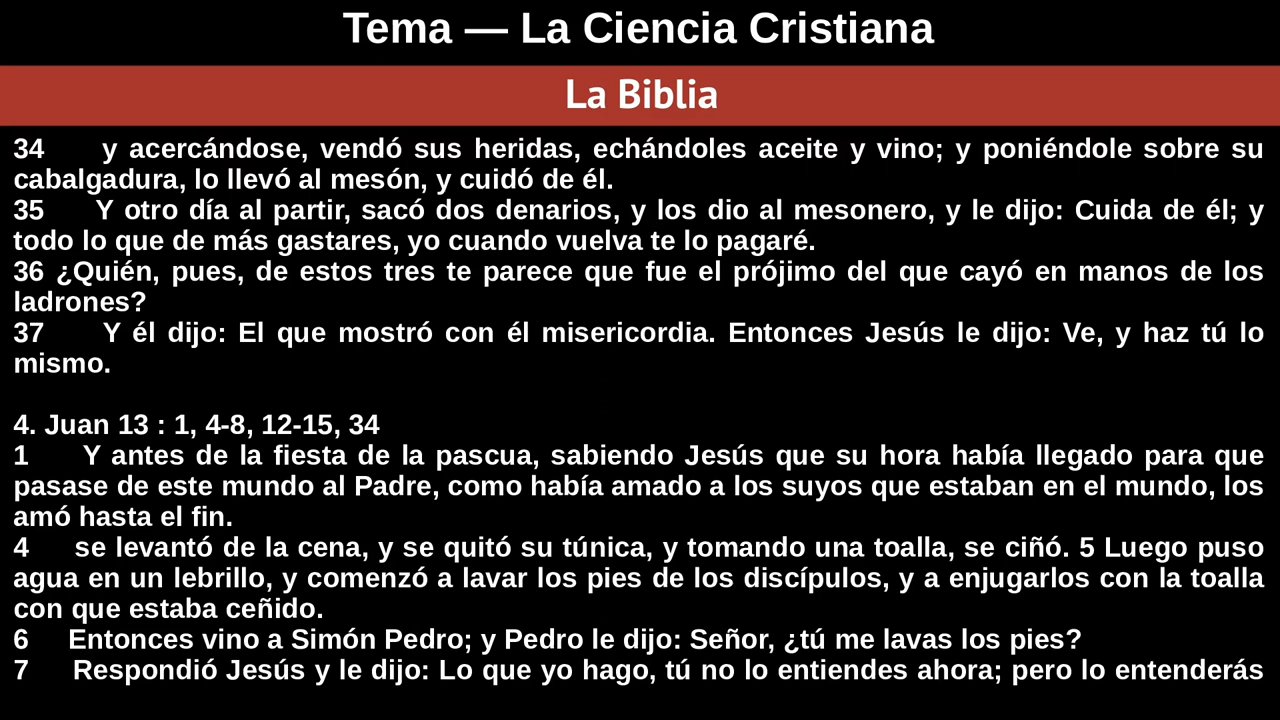 Tema — La Ciencia Cristiana
La Biblia
34 y acercándose, vendó sus heridas, echándoles aceite y vino; y poniéndole sobre su
cabalgadura, lo llevó al mesón, y cuidó de él.
35 Y otro día al partir, sacó dos denarios, y los dio al mesonero, y le dijo: Cuida de él; y
todo lo que de más gastares, yo cuando vuelva te lo pagaré.
36 ¿Quién, pues, de estos tres te parece que fue el prójimo del que cayó en manos de los
ladrones?
37 Y él dijo: El que mostró con él misericordia. Entonces Jesús le dijo: Ve, y haz tú lo
mismo.
4. Juan 13 : 1, 4-8, 12-15, 34
1 Y antes de la fiesta de la pascua, sabiendo Jesús que su hora había llegado para que
pasase de este mundo al Padre, como había amado a los suyos que estaban en el mundo, los
amó hasta el fin.
4 se levantó de la cena, y se quitó su túnica, y tomando una toalla, se ciñó. 5 Luego puso
agua en un lebrillo, y comenzó a lavar los pies de los discípulos, y a enjugarlos con la toalla
con que estaba ceñido.
6 Entonces vino a Simón Pedro; y Pedro le dijo: Señor, ¿tú me lavas los pies?
7 Respondió Jesús y le dijo: Lo que yo hago, tú no lo entiendes ahora; pero lo entenderás